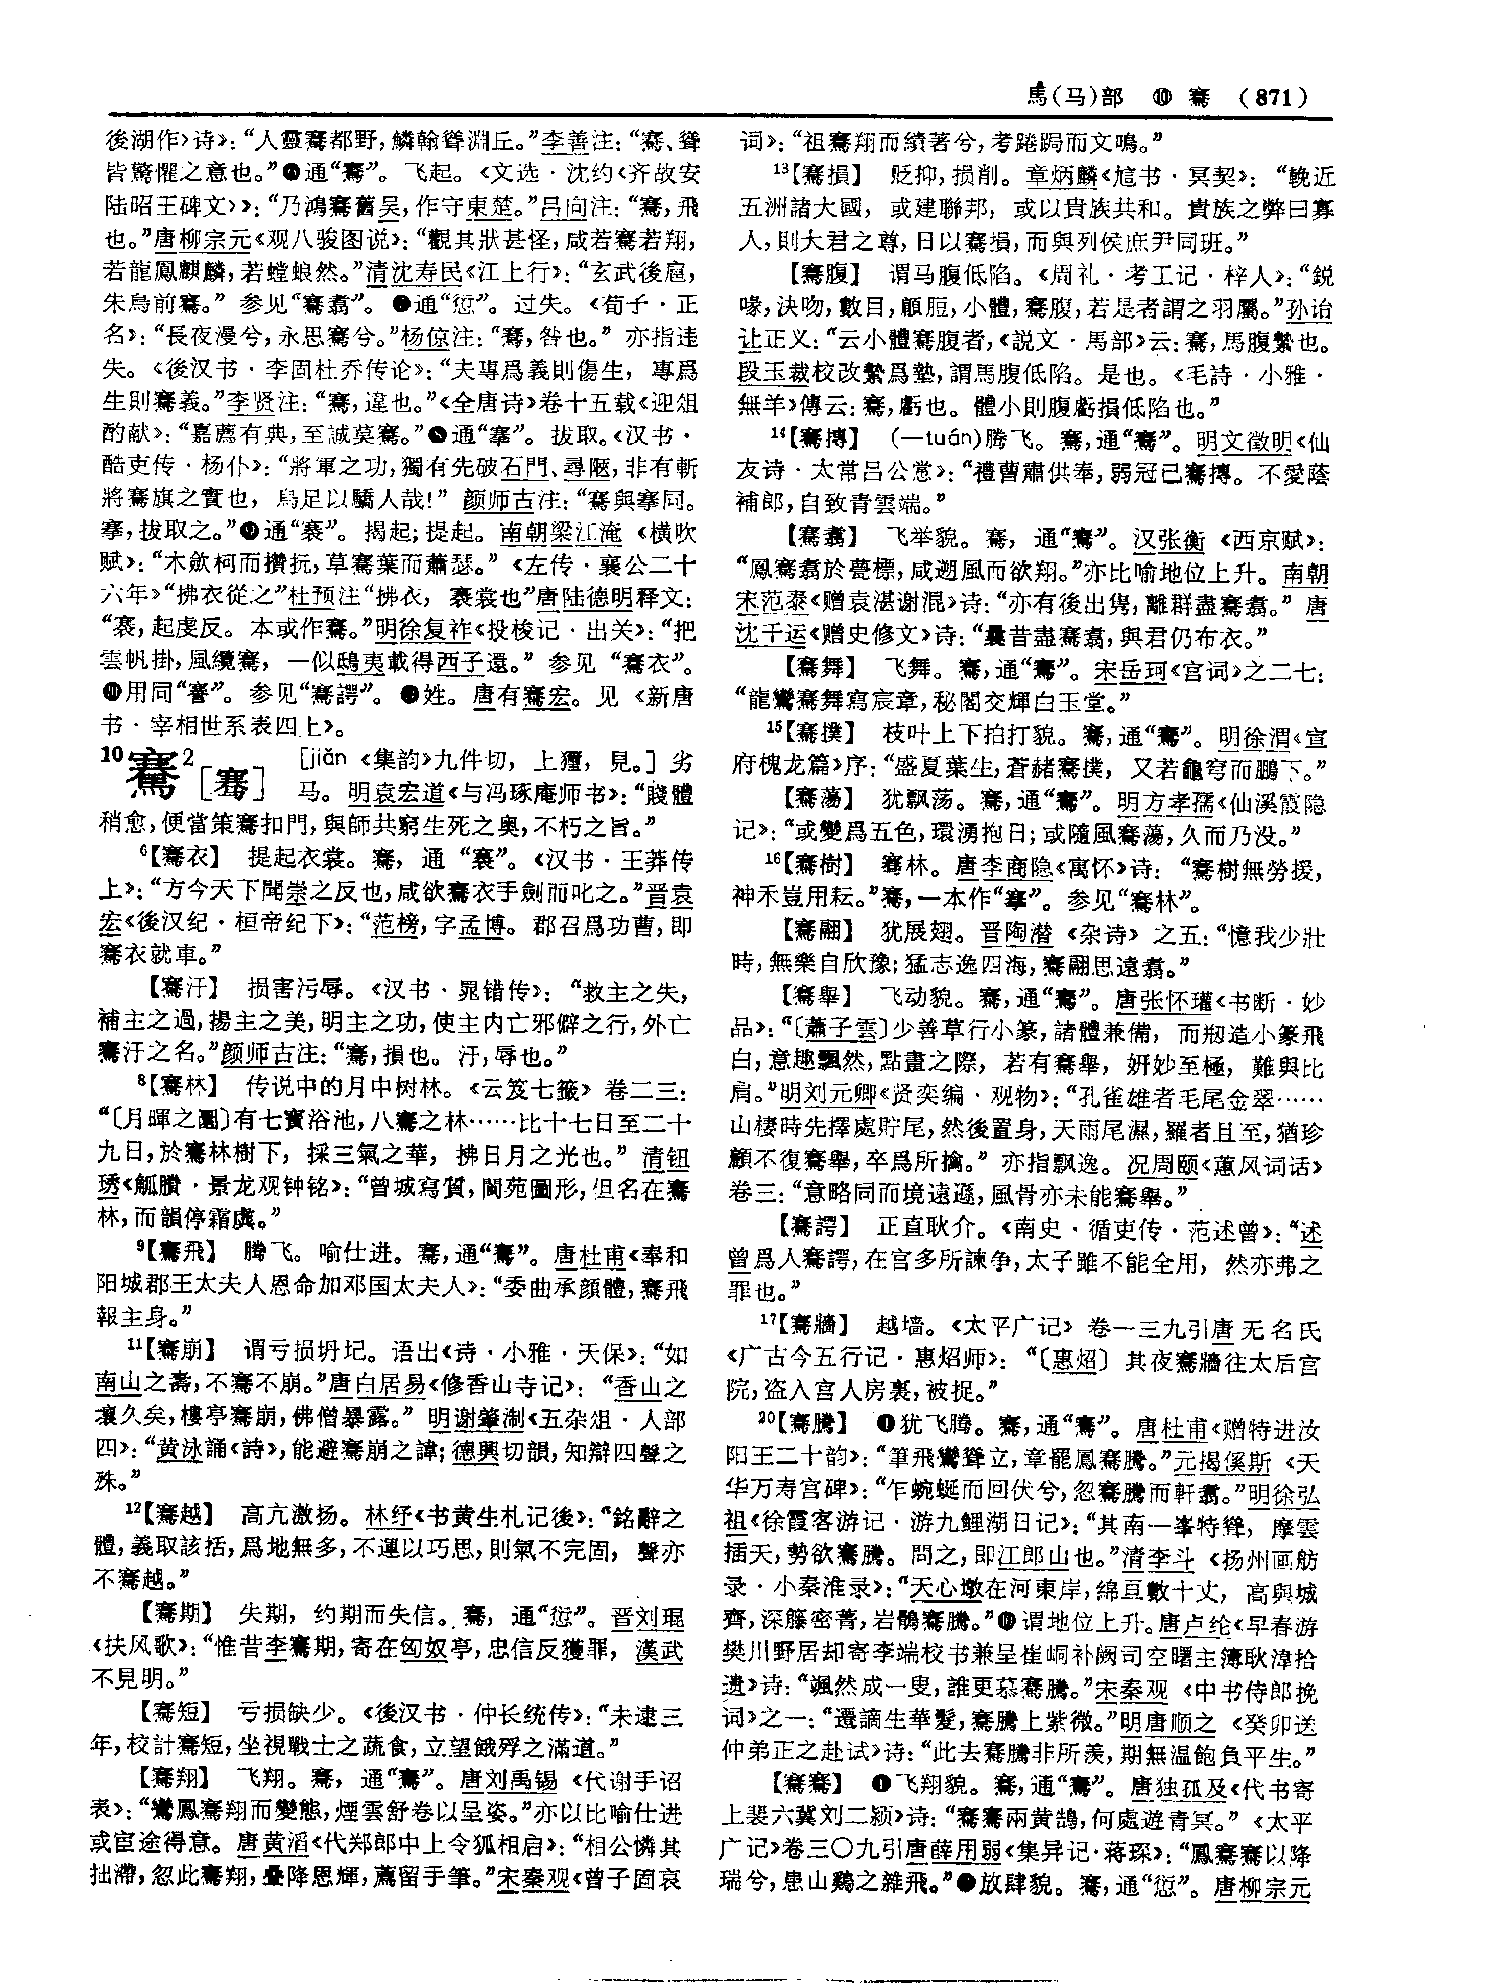 馬(马)部 ⑩ 騫 (871)
後湖作〉诗》：“人靈騫都野，鱗翰聳淵丘。”李善注：“騫、聳
皆驚懼之意也。”通“鶱”。飞起。《文选·沈约〈齐故安
陆昭王碑文〉》：“乃鴻騫舊吴，作守東楚。”吕向注：“騫，飛
也。”唐柳宗元《观八骏图说》：“觀其狀甚怪，咸若騫若翔，
若龍鳳麒麟，若螳蜋然。”清沈寿民《江上行》：“玄武後扈，
朱鳥前騫。” 参见“騫翥”。通“愆”。过失。《荀子·正
名》：“長夜漫兮，永思騫兮。”杨倞注：“騫，咎也。” 亦指违
失。《後汉书·李固杜乔传论》：“夫專爲義則傷生， 專爲
生則騫義。”李贤注：“騫，違也。”《全唐诗》卷十五载《迎俎
酌献》：“嘉薦有典，至誠莫騫。”通“搴”。拔取。《汉书·
酷吏传·杨仆》：“將軍之功，獨有先破石門、尋陿，非有斬
將騫旗之實也， 烏足以驕人哉！” 颜师古注：“騫與搴同。
搴，拔取之。”通“褰”。揭起；提起。南朝梁江淹《横吹
赋》：“木斂柯而攢抏，草騫葉而蕭瑟。”《左传·襄公二十
六年》“拂衣從之”杜预注“拂衣， 褰裳也”唐陆德明释文：
“褰，起虔反。 本或作騫。”明徐复祚《投梭记·出关》：“把
雲帆掛，風纜騫， 一似鴟夷載得西子還。” 参见 “騫衣”。
用同“謇”。参见“騫諤”。姓。唐有騫宏。见《新唐
书·宰相世系表四上》。
10騫2[骞] [jiǎn 《集韵》九件切， 上獮， 見。] 劣
马。明袁宏道《与冯琢庵师书》：“賤體
稍愈，便當策騫扣門，與師共窮生死之奥，不朽之旨。”
6【騫衣】 提起衣裳。騫， 通 “褰”。《汉书·王莽传
上》：“方今天下聞崇之反也，咸欲騫衣手劍而叱之。”晋袁
宏《後汉纪·桓帝纪下》：“范榜，字孟博。 郡召爲功曹，即
騫衣就車。”
【騫汙】 损害污辱。《汉书·晁错传》： “救主之失，
補主之過，揚主之美，明主之功，使主内亡邪僻之行，外亡
騫汙之名。”颜师古注：“騫，損也。 汙，辱也。”
8【騫林】 传说中的月中树林。《云笈七籤》 卷二三：
“〔月暉之圍〕有七寶浴池，八騫之林……比十七日至二十
九日，於騫林樹下， 採三氣之華， 拂日月之光也。” 清钮
琇《觚賸·景龙观钟铭》：“曾城寫質，閬苑圖形，但名在騫
林，而韻停霜虡。”
9【騫飛】 腾飞。喻仕进。騫，通“鶱”。唐杜甫《奉和
阳城郡王太夫人恩命加邓国太夫人》：“委曲承颜體，騫飛
報主身。”
11【騫崩】 谓亏损坍圮。语出《诗·小雅·天保》：“如
南山之壽，不騫不崩。”唐白居易《修香山寺记》： “香山之
壞久矣，樓亭騫崩，佛僧暴露。” 明谢肇淛《五杂俎·人部
四》：“黄泳誦《詩》，能避騫崩之諱；德興切韻，知辯四聲之
殊。”
12【騫越】 高亢激扬。林纾《书黄生札记後》：“銘辭之
體，義取該括，爲地無多，不運以巧思，則氣不完固， 聲亦
不騫越。”
【騫期】 失期， 约期而失信。騫， 通“愆”。晋刘琨
《扶风歌》：“惟昔李騫期，寄在匈奴亭，忠信反獲罪， 漢武
不見明。”
【騫短】 亏损缺少。《後汉书·仲长统传》：“未逮三
年，校計騫短，坐視戰士之蔬食，立望餓殍之滿道。”
【騫翔】 飞翔。騫， 通“鶱”。唐刘禹锡《代谢手诏
表》：“鸞鳳騫翔而變態，煙雲舒卷以呈姿。”亦以比喻仕进
或宦途得意。唐黄滔《代郑郎中上令狐相启》：“相公憐其
拙滯，忽此騫翔，曡降恩輝，薦留手筆。”宋秦观《曾子固哀
词》：“祖騫翔而績著兮，考踡跼而文鳴。”
13【騫損】 贬抑，损削。章炳麟《訄书·冥契》： “輓近
五洲諸大國， 或建聯邦， 或以貴族共和。貴族之弊曰寡
人，則大君之尊，日以騫損，而與列侯庶尹同班。”
【騫腹】 谓马腹低陷。《周礼·考工记·梓人》：“鋭
喙，決吻，數目，顅脰，小體，騫腹，若是者謂之羽屬。”孙诒
让正义：“云小體騫腹者，《説文·馬部》云：騫，馬腹縶也。
段玉裁校改縶爲墊，謂馬腹低陷。是也。《毛詩·小雅·
無羊》傳云：騫，虧也。體小則腹虧損低陷也。”
14【騫摶】 (—tuán)腾飞。騫，通“鶱”。明文徵明《仙
友诗·太常吕公尝》：“禮曹肅供奉，弱冠已騫摶。不愛蔭
補郎，自致青雲端。”
【騫翥】 飞举貌。騫， 通“鶱”。汉张衡《西京赋》：
“鳳騫翥於甍標，咸遡風而欲翔。”亦比喻地位上升。南朝
宋范泰《赠袁湛谢混》诗：“亦有後出雋，離群盡騫翥。” 唐
沈千运《赠史修文》诗：“曩昔盡騫翥，與君仍布衣。”
【騫舞】 飞舞。騫，通“鶱”。宋岳珂《宫词》之二七：
“龍鸞騫舞寫宸章，秘閣交輝白玉堂。”
15【騫撲】 枝叶上下拍打貌。騫，通“鶱”。明徐渭《宣
府槐龙篇》序：“盛夏葉生，蒼赭騫撲， 又若龜穹而鵬下。”
【騫蕩】 犹飘荡。騫，通“鶱”。明方孝孺《仙溪霞隐
记》：“或變爲五色，環湧抱日；或隨風騫蕩，久而乃没。”
16【騫樹】 骞林。唐李商隐《寓怀》诗： “騫樹無勞援，
神禾豈用耘。”騫，一本作“搴”。参见“騫林”。
【騫翮】 犹展翅。晋陶潜《杂诗》 之五：“憶我少壯
時，無樂自欣豫；猛志逸四海，騫翮思遠翥。”
【騫舉】 飞动貌。騫，通“鶱”。唐张怀瓘《书断·妙
品》：“〔蕭子雲〕少善草行小篆，諸體兼備， 而剏造小篆飛
白，意趣飄然，點畫之際， 若有騫舉， 妍妙至極， 難與比
肩。”明刘元卿《贤奕编·观物》：“孔雀雄者毛尾金翠……
山棲時先擇處貯尾，然後置身，天雨尾濕，羅者且至，猶珍
顧不復騫舉，卒爲所擒。” 亦指飘逸。况周颐《蕙风词话》
卷三：“意略同而境遠遜，風骨亦未能騫舉。”
【騫諤】 正直耿介。《南史·循吏传·范述曾》：“述
曾爲人騫諤，在宫多所諫争，太子雖不能全用， 然亦弗之
罪也。”
17【騫牆】 越墙。《太平广记》 卷一三九引唐无名氏
《广古今五行记·惠炤师》： “〔惠炤〕 其夜騫牆往太后宫
院，盗入宫人房裏，被捉。”
20【騫騰】 ❶犹飞腾。騫，通“鶱”。唐杜甫《赠特进汝
阳王二十韵》：“筆飛鸞聳立，章罷鳳騫騰。”元揭傒斯《天
华万寿宫碑》：“乍蜿蜒而回伏兮，忽騫騰而軒翥。”明徐弘
祖《徐霞客游记·游九鲤湖日记》：“其南一峯特聳， 摩雲
插天，勢欲騫騰。問之，即江郎山也。”清李斗《扬州画舫
录·小秦淮录》：“天心墩在河東岸，綿亘數十丈， 高與城
齊，深籐密菁，岩鶻騫騰。”❷谓地位上升。唐卢纶《早春游
樊川野居却寄李端校书兼呈崔峒补阙司空曙主簿耿湋拾
遗》诗：“颯然成一叟，誰更慕騫騰。”宋秦观《中书侍郎挽
词》之一：“遷謫生華髮，騫騰上紫微。”明唐顺之《癸卯送
仲弟正之赴试》诗：“此去騫騰非所羨，期無温飽負平生。”
【騫騫】 ❶飞翔貌。騫，通“鶱”。唐独孤及《代书寄
上裴六冀刘二颍》诗：“騫騫兩黄鵠，何處遊青冥。”《太平
广记》卷三〇九引唐薛用弱《集异记·蒋琛》：“鳳騫騫以降
瑞兮，患山鷄之雜飛。”❷放肆貌。騫，通“愆”。唐柳宗元